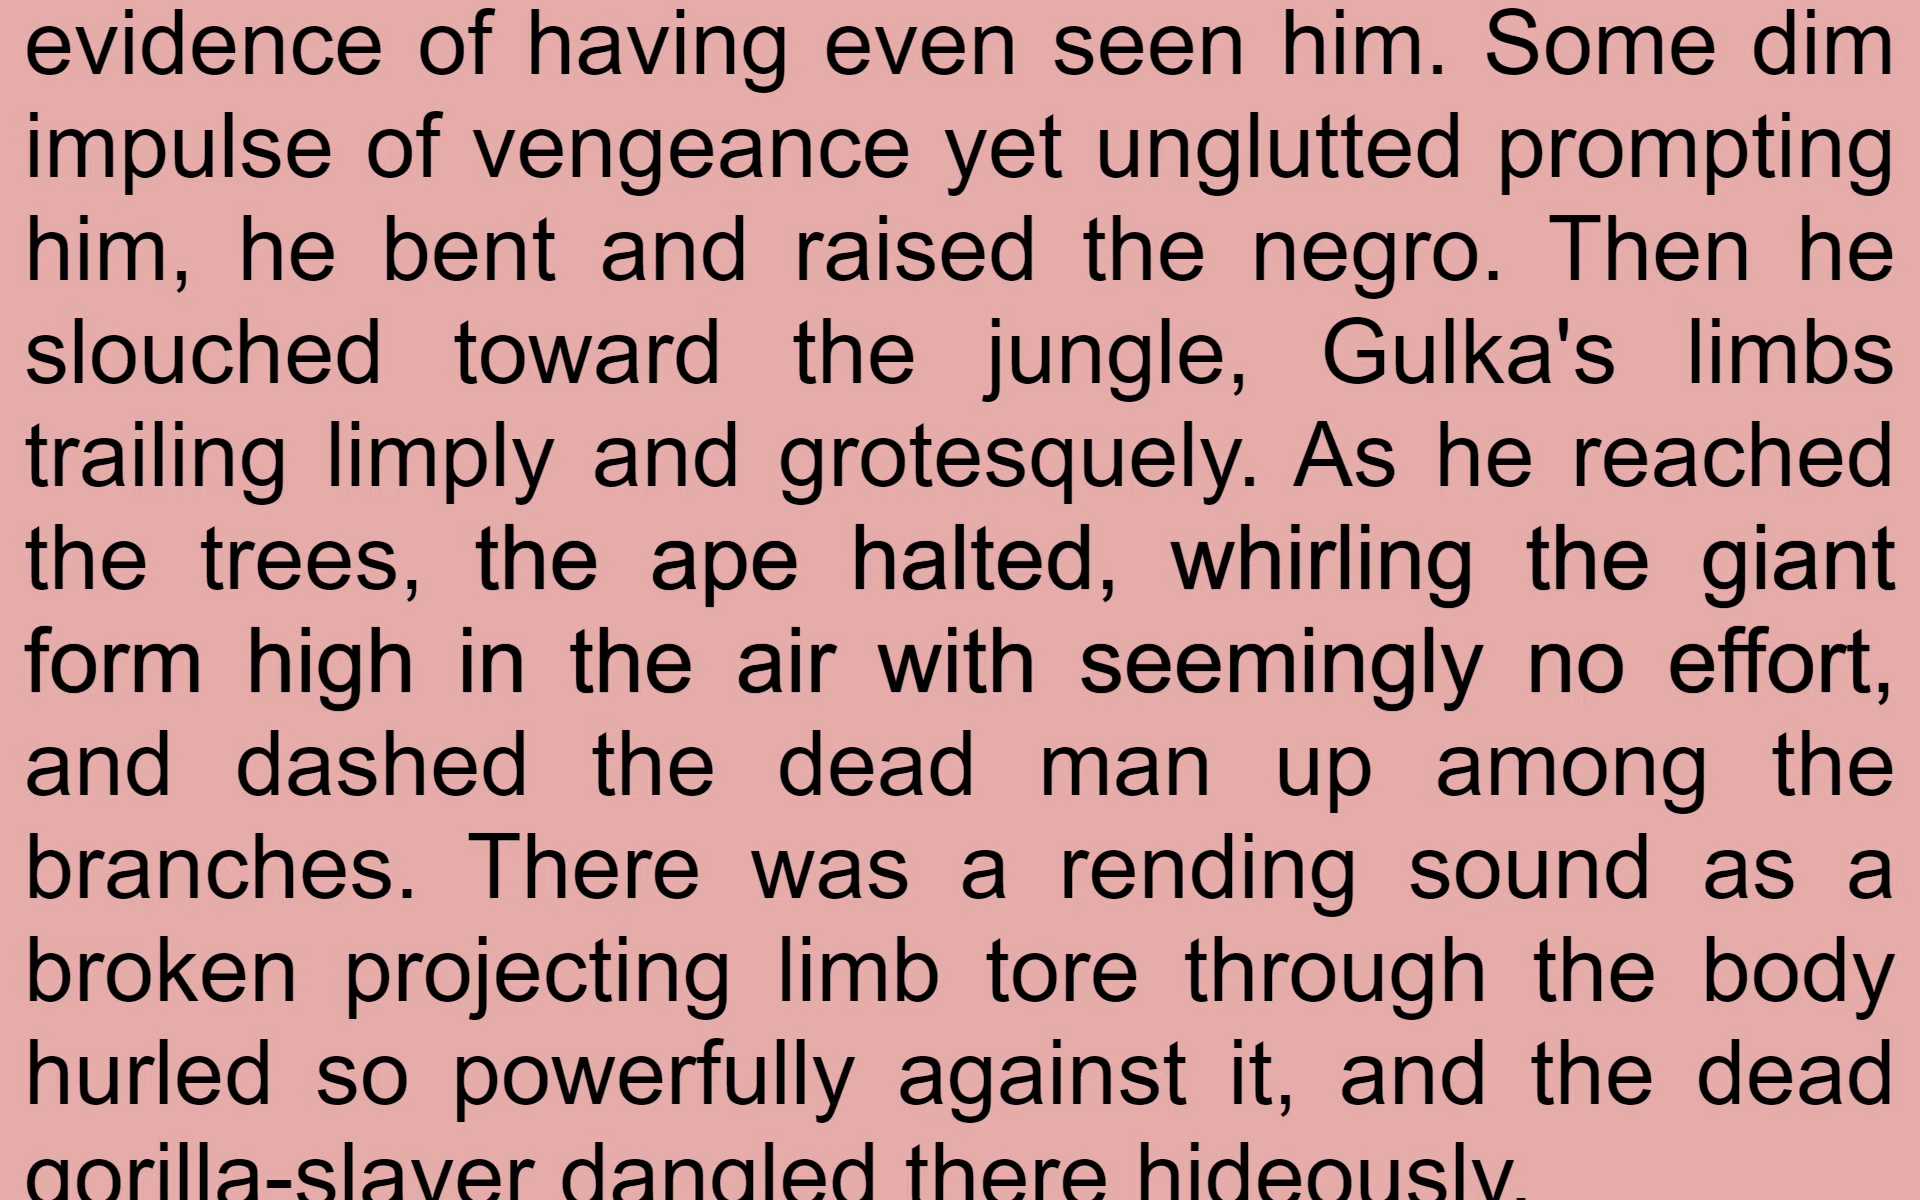 evidence of having even seen him. Some dim
impulse of vengeance yet unglutted prompting
him, he bent and raised the negro. Then he
slouched toward the jungle, Gulka's limbs
trailing limply and grotesquely. As he reached
the trees, the ape halted, whirling the giant
form high in the air with seemingly no effort,
and dashed the dead man up among the
branches. There was a rending sound as a
broken projecting limb tore through the body
hurled so powerfully against it, and the dead
gorilla-slayer dangled there hideously.